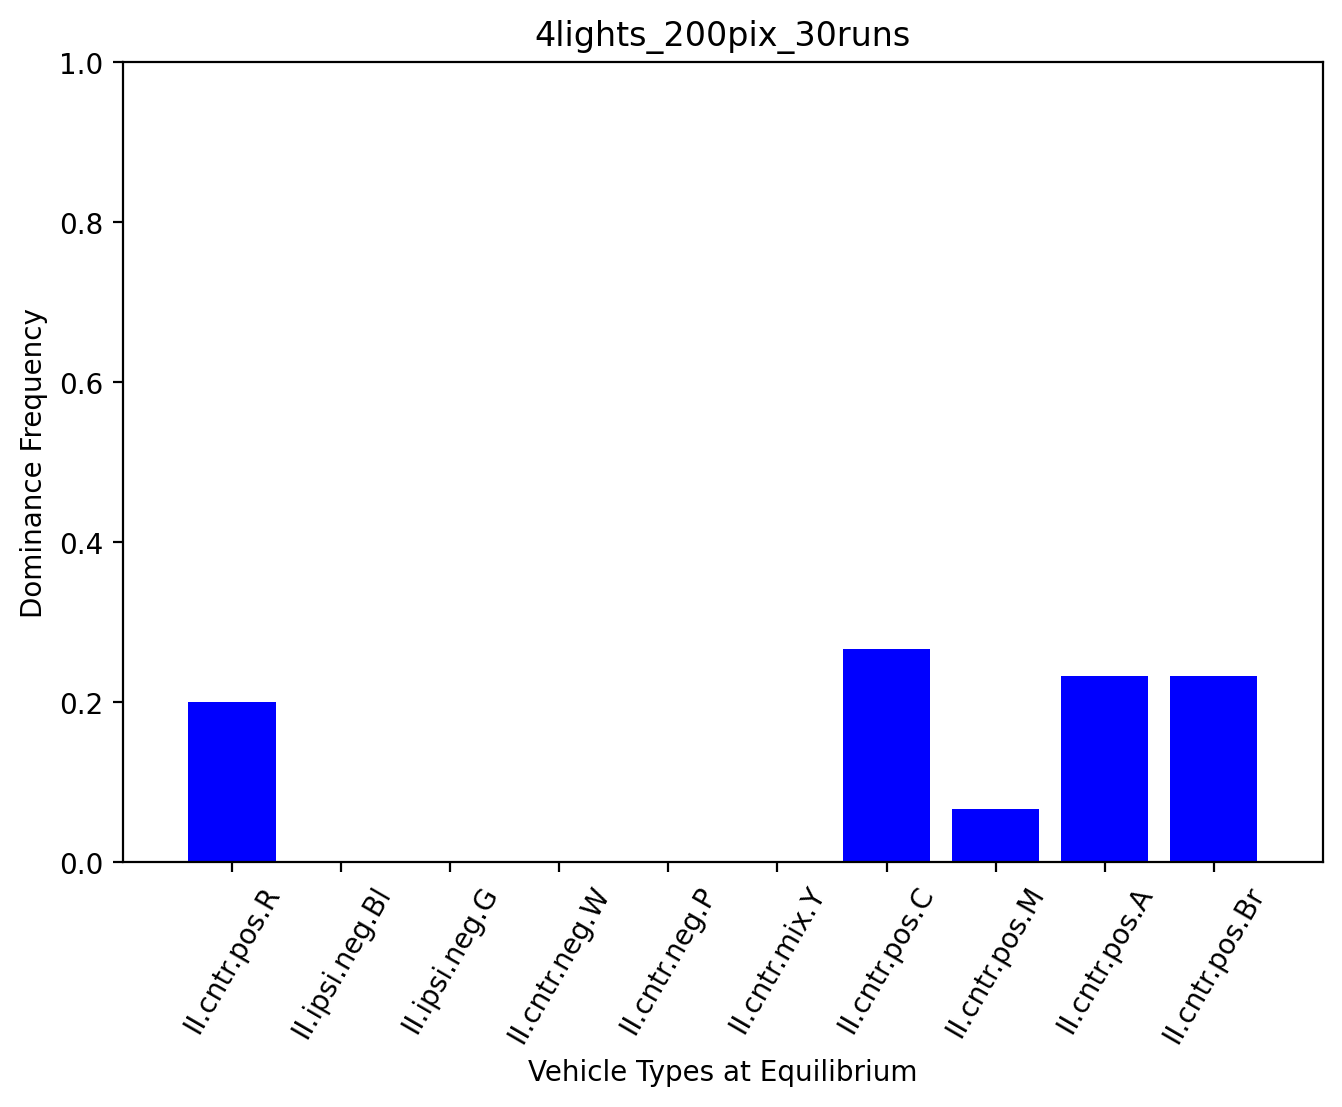 4lights_200pix_30runs
1.0
0.8
0.6
0.4
0.2
0.0
Dominance Frequency
II.cntr.pos.R
II.ipsi.neg.Bl
II.ipsi.neg.G
II.cntr.neg.W
II.cntr.neg.P
II.cntr.mix.Y
II.cntr.pos.C
II.cntr.pos.M
II.cntr.pos.A
II.cntr.pos.Br
Vehicle Types at Equilibrium